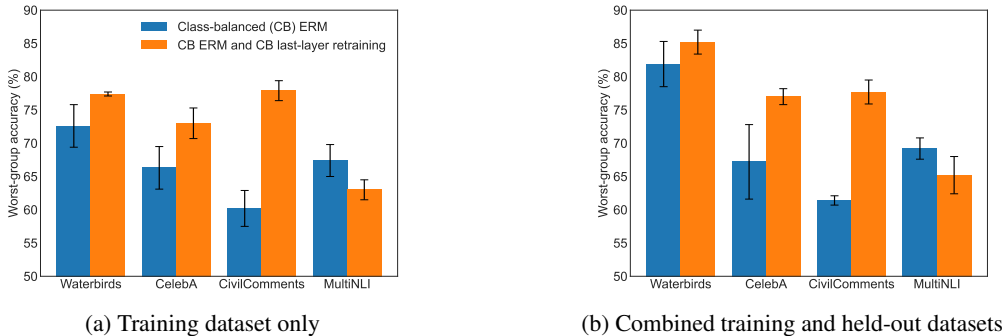 90
85
80
75
70
65
60
55
50
Worst-group accuracy (%)
Class-balanced (CB) ERM
CB ERM and CB last-layer retraining
Waterbirds CelebA CivilComments MultiNLI
(a) Training dataset only
90
85
80
75
70
65
60
55
50
Worst-group accuracy (%)
Waterbirds CelebA CivilComments MultiNLI
(b) Combined training and held-out datasets